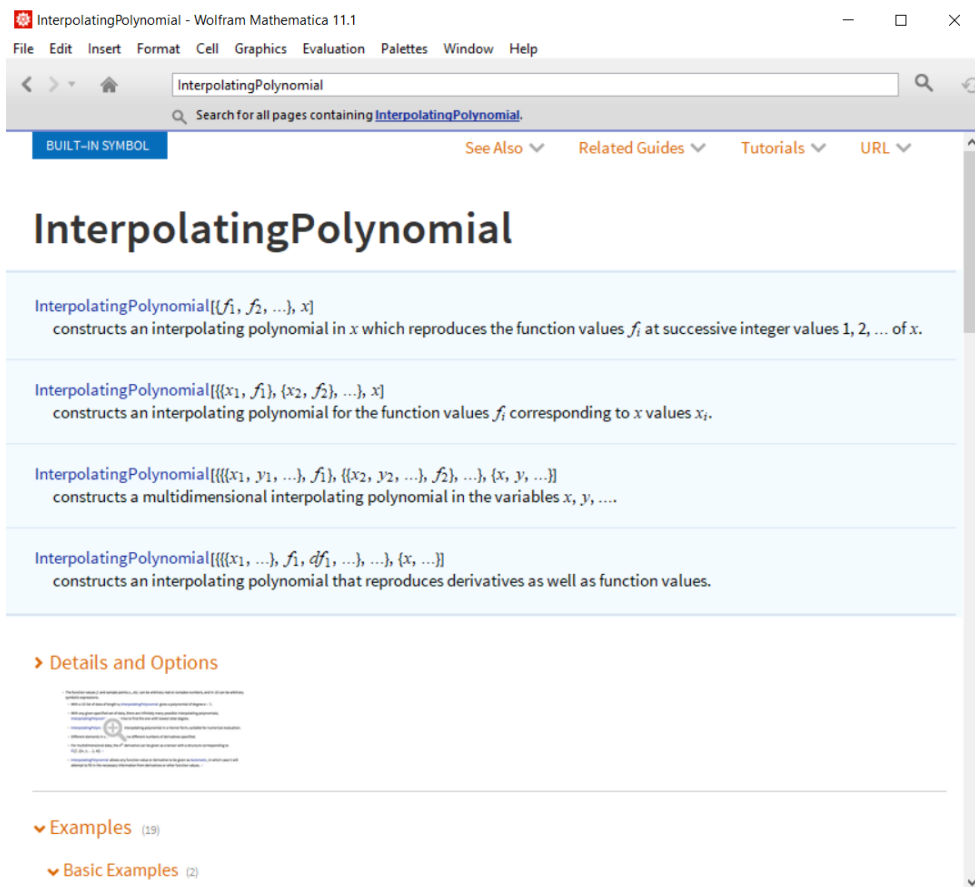 InterpolatingPolynomial - Wolfram Mathematica 11.1
File Edit Insert Format Cell Graphics Evaluation Palettes Window Help
InterpolatingPolynomial
Search for all pages containing InterpolatingPolynomial.
BUILT-IN SYMBOL
See Also Related Guides Tutorials URL
InterpolatingPolynomial
InterpolatingPolynomial[{f1, f2, ...}, x]
constructs an interpolating polynomial in x which reproduces the function values fi at successive integer values 1, 2, ... of x.
InterpolatingPolynomial[{{x1, f1}, {x2, f2}, ...}, x]
constructs an interpolating polynomial for the function values fi corresponding to x values xi.
InterpolatingPolynomial[{{{x1, y1, ...}, f1}, {{x2, y2, ...}, f2}, ...}, {x, y, ...}]
constructs a multidimensional interpolating polynomial in the variables x, y, ....
InterpolatingPolynomial[{{{x1, ...}, f1, df1, ...}, ...}, {x, ...}]
constructs an interpolating polynomial that reproduces derivatives as well as function values.
Details and Options
Examples (19)
Basic Examples (2)